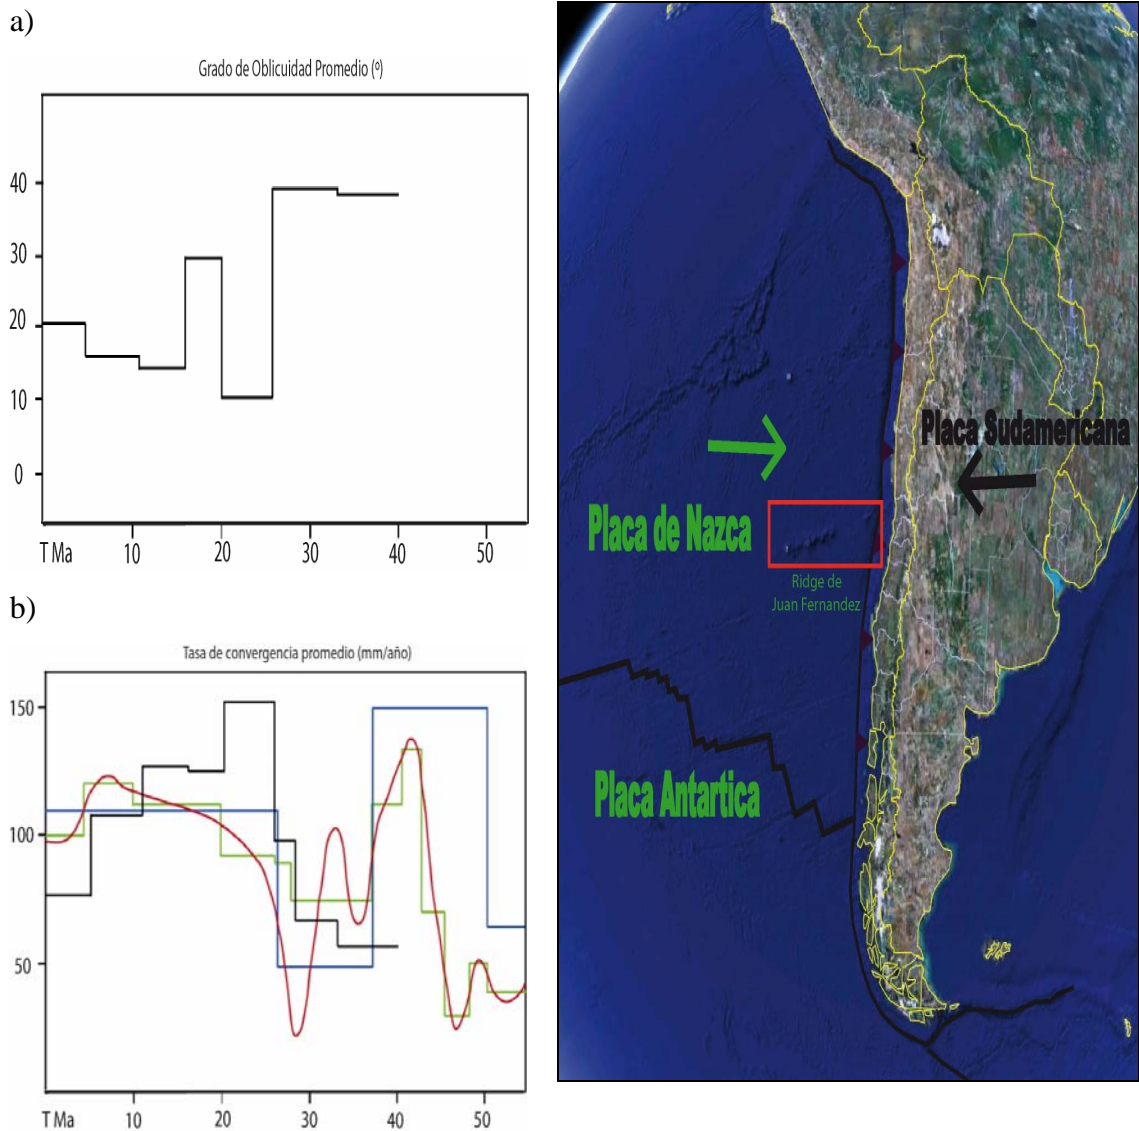 a)
Grado de Oblicuidad Promedio (º)
40
30
20
10
0
T Ma
10
20
30
40
50
b)
Tasa de convergencia promedio (mm/año)
150
100
50
T Ma
10
20
30
40
50
Placa Sudamericana
Placa de Nazca
Ridge de
Juan Fernandez
Placa Antartica